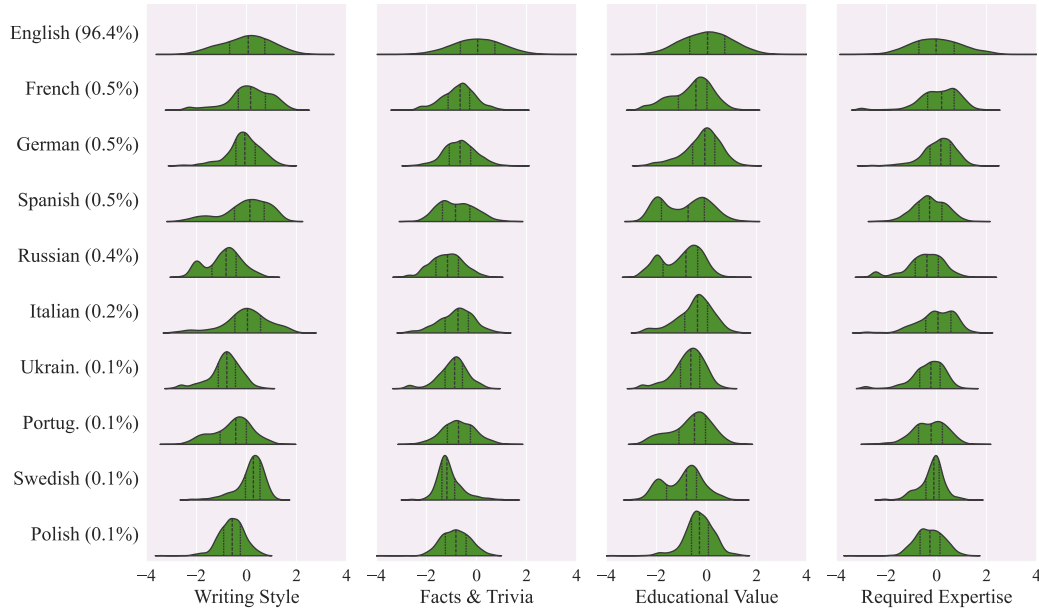 English (96.4%)
French (0.5%)
German (0.5%)
Spanish (0.5%)
Russian (0.4%)
Italian (0.2%)
Ukrain. (0.1%)
Portug. (0.1%)
Swedish (0.1%)
Polish (0.1%)
−4 −2 0 2 4 −4 −2 0 2 4 −4 −2 0 2 4 −4 −2 0 2 4
Writing Style Facts & Trivia Educational Value Required Expertise